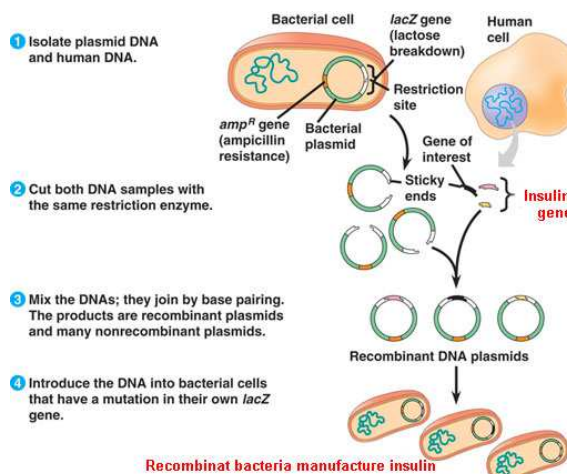 Bacterial cell
lacZ gene
(lactose
breakdown)
Human
cell
1 Isolate plasmid DNA
and human DNA.
Restriction
site
ampR gene
(ampicillin
resistance)
Bacterial
plasmid
Gene of
interest
2 Cut both DNA samples with
the same restriction enzyme.
Sticky
ends
Insulin
gene
3 Mix the DNAs; they join by base pairing.
The products are recombinant plasmids
and many nonrecombinant plasmids.
Recombinant DNA plasmids
4 Introduce the DNA into bacterial cells
that have a mutation in their own lacZ
gene.
Recombinat bacteria manufacture insulin